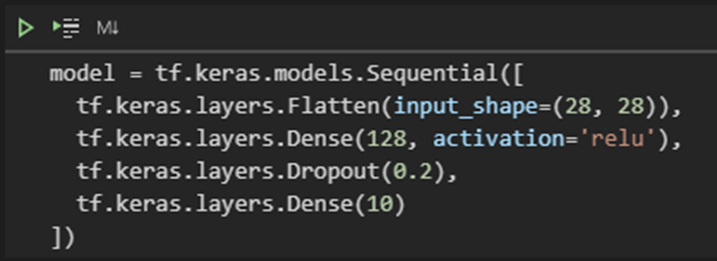 M↓
model = tf.keras.models.Sequential([
  tf.keras.layers.Flatten(input_shape=(28, 28)),
  tf.keras.layers.Dense(128, activation='relu'),
  tf.keras.layers.Dropout(0.2),
  tf.keras.layers.Dense(10)
])